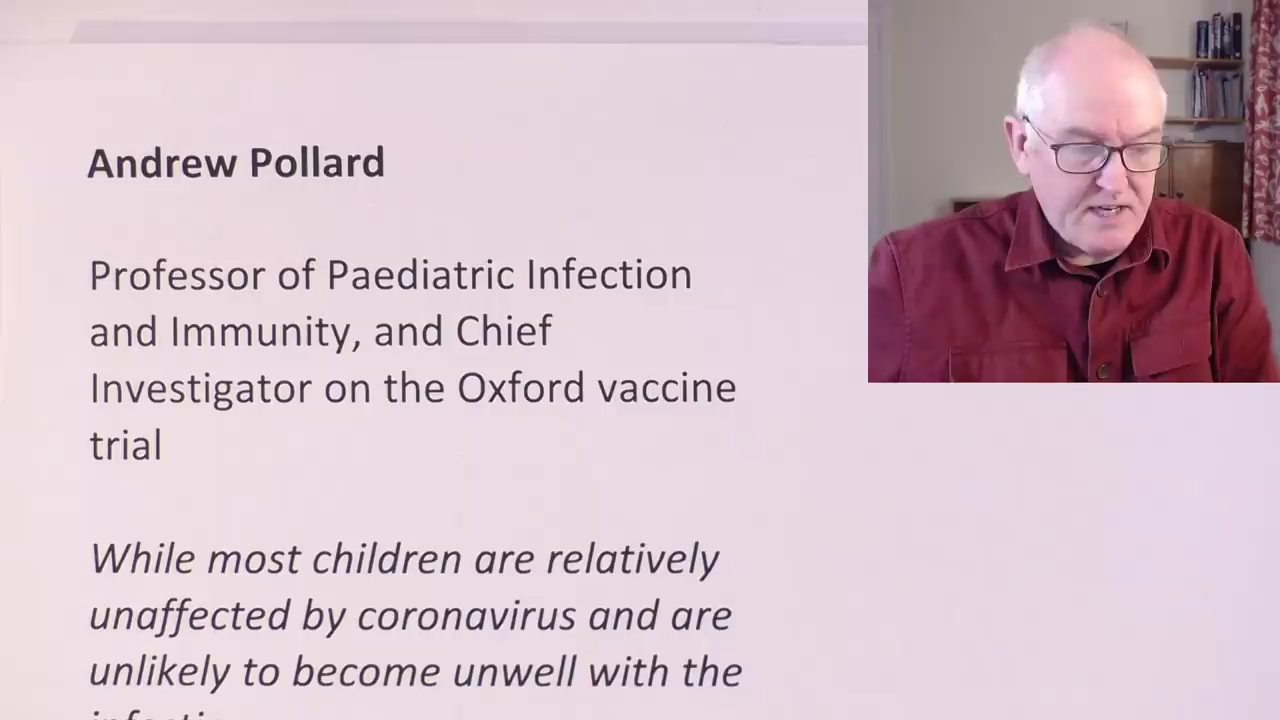 Andrew Pollard
Professor of Paediatric Infection
and Immunity, and Chief
Investigator on the Oxford vaccine
trial
While most children are relatively
unaffected by coronavirus and are
unlikely to become unwell with the